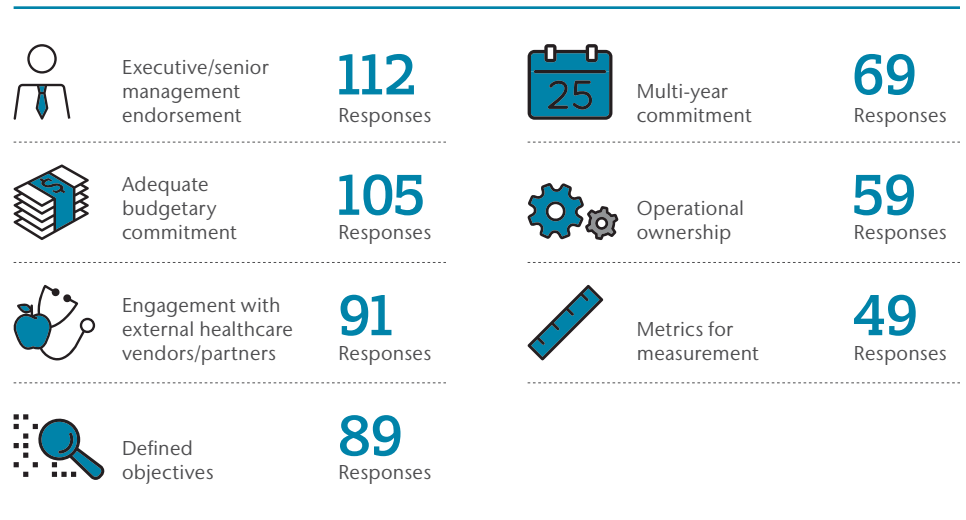 Executive/senior
management
endorsement
112
Responses
Adequate
budgetary
commitment
$
105
Responses
Engagement with
external healthcare
vendors/partners
91
Responses
Defined
objectives
89
Responses
25
Multi-year
commitment
69
Responses
Operational
ownership
59
Responses
Metrics for
measurement
49
Responses